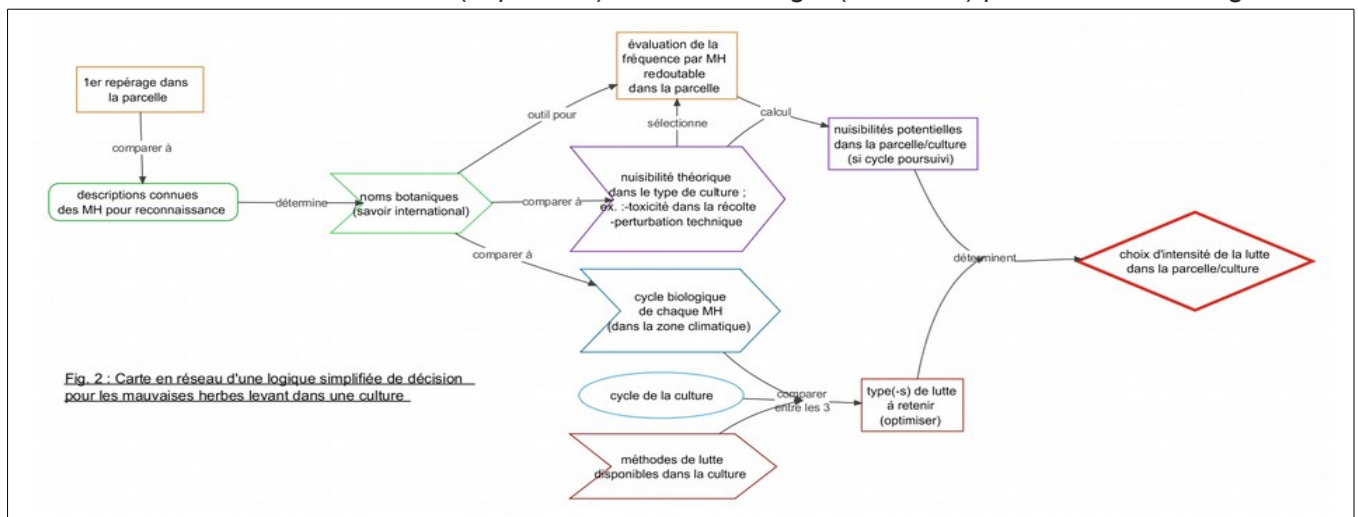 1er repérage dans
la parcelle
comparer à
descriptions connues
des MH pour reconnaissance
détermine
noms botaniques
(savoir international)
outil pour
comparer à
comparer à
évaluation de la
fréquence par MH
redoutable
dans la parcelle
sélectionne
calcul
nuisibilité théorique
dans le type de culture ;
ex. :-toxicité dans la récolte
-perturbation technique
nuisibilités potentielles
dans la parcelle/culture
(si cycle poursuivi)
cycle biologique
de chaque MH
(dans la zone climatique)
cycle de la culture
méthodes de lutte
disponibles dans la culture
comparer
entre les 3
type(-s) de lutte
à retenir
(optimiser)
déterminent
choix d'intensité de la lutte
dans la parcelle/culture
Fig. 2 : Carte en réseau d'une logique simplifiée de décision
pour les mauvaises herbes levant dans une culture